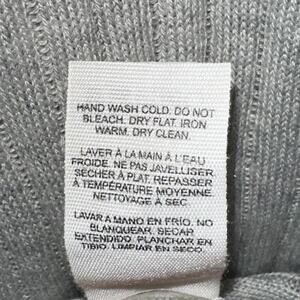 HAND WASH COLD. DO NOT
BLEACH. DRY FLAT. IRON
WARM. DRY CLEAN.
LAVER À LA MAIN À L'EAU
FROIDE. NE PAS JAVELLISER
SÉCHER À PLAT. REPASSER
À TEMPÉRATURE MOYENNE.
NETTOYAGE À SEC.
LAVAR A MANO EN FRÍO. NO
BLANQUEAR. SECAR
EXTENDIDO. PLANCHAR EN
TIBIO. LIMPIAR EN SECO.